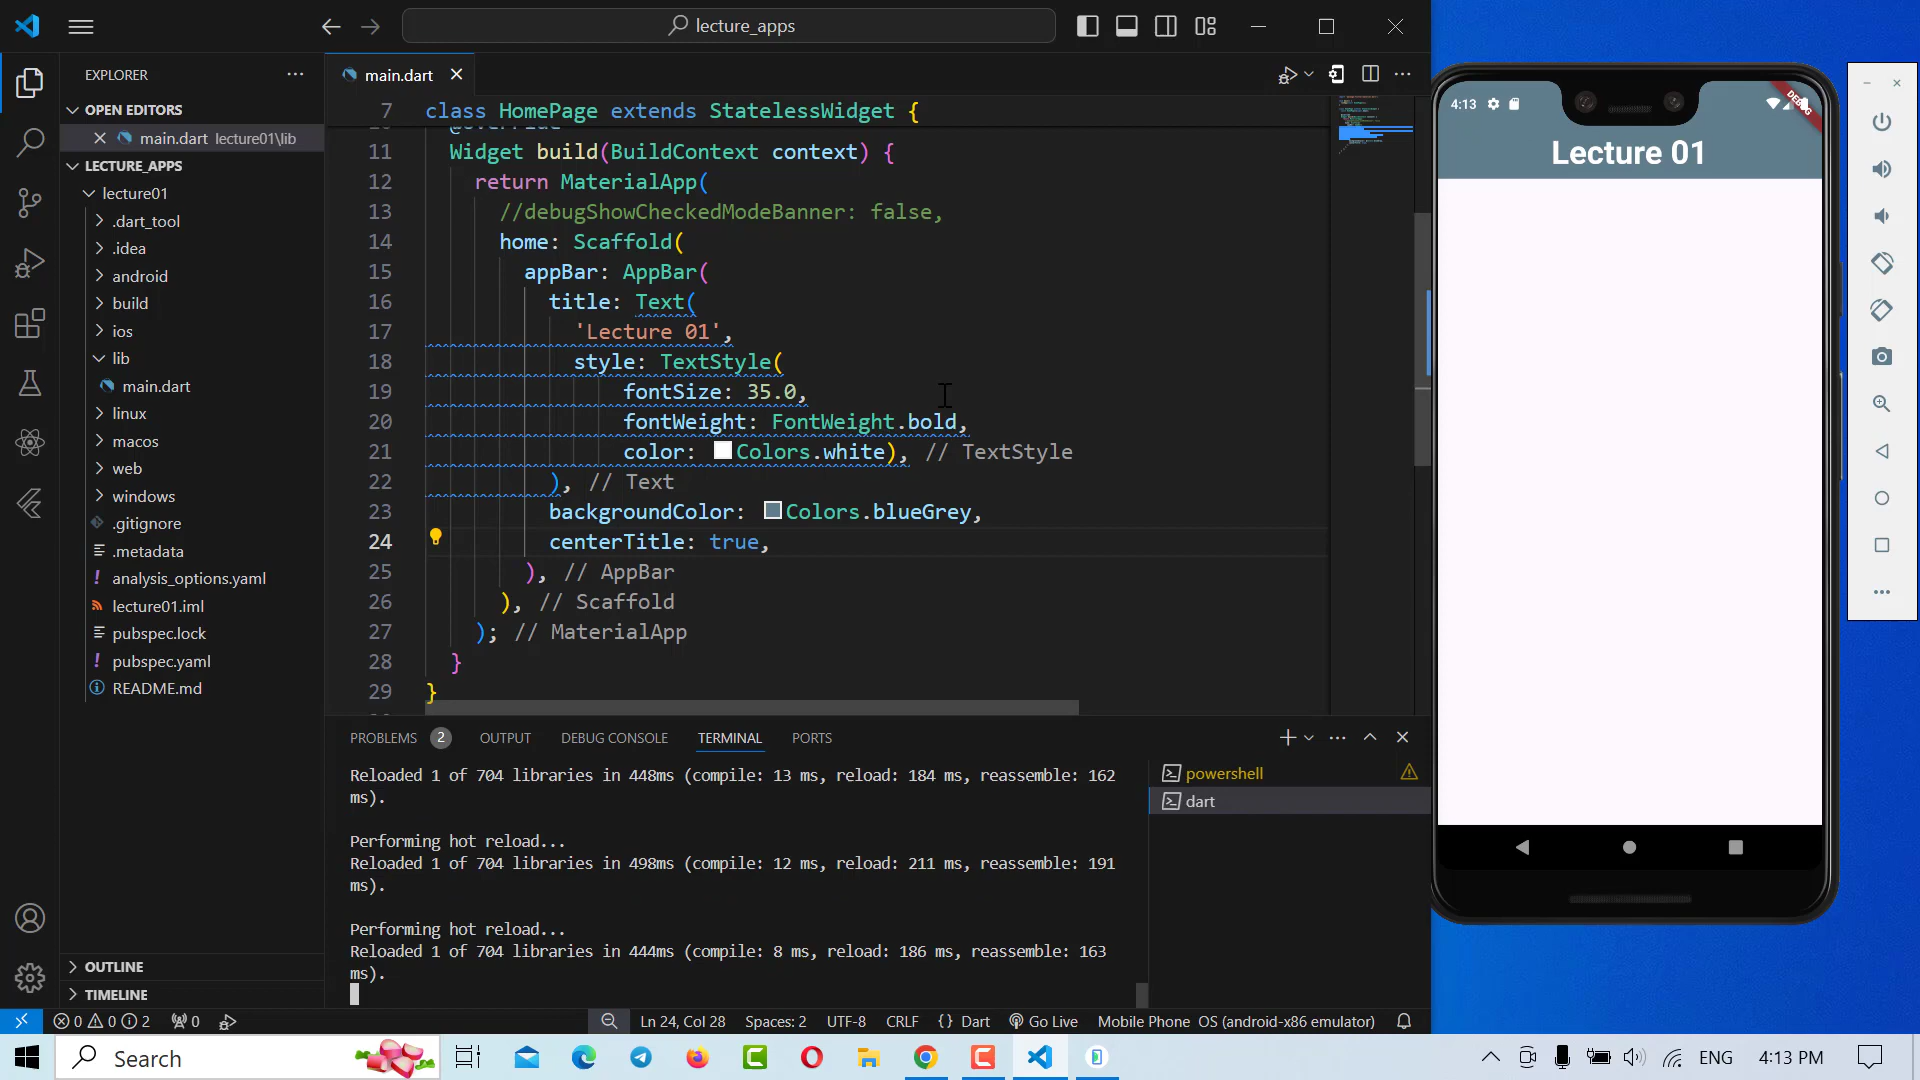 lecture_apps
EXPLORER
OPEN EDITORS
main.dart lecture01\lib
LECTURE_APPS
lecture01
.dart_tool
.idea
android
build
ios
lib
main.dart
linux
macos
web
windows
.gitignore
.metadata
analysis_options.yaml
lecture01.iml
pubspec.lock
pubspec.yaml
README.md
OUTLINE
TIMELINE
main.dart
7 class HomePage extends StatelessWidget {
11 Widget build(BuildContext context) {
12 return MaterialApp(
13 //debugShowCheckedModeBanner: false,
14 home: Scaffold(
15 appBar: AppBar(
16 title: Text(
17 'Lecture 01',
18 style: TextStyle(
19 fontSize: 35.0,
20 fontWeight: FontWeight.bold,
21 color: Colors.white), // TextStyle
22 ), // Text
23 backgroundColor: Colors.blueGrey,
24 centerTitle: true,
25 ), // AppBar
26 ), // Scaffold
27 ); // MaterialApp
28 }
29 }
PROBLEMS 2 OUTPUT DEBUG CONSOLE TERMINAL PORTS
Reloaded 1 of 704 libraries in 448ms (compile: 13 ms, reload: 184 ms, reassemble: 162
ms).
Performing hot reload...
Reloaded 1 of 704 libraries in 498ms (compile: 12 ms, reload: 211 ms, reassemble: 191
ms).
Performing hot reload...
Reloaded 1 of 704 libraries in 444ms (compile: 8 ms, reload: 186 ms, reassemble: 163
ms).
powershell
dart
0 0 2 0
Ln 24, Col 28 Spaces: 2 UTF-8 CRLF {} Dart Go Live Mobile Phone OS (android-x86 emulator)
4:13
DEBUG
Lecture 01
Search
ENG 4:13 PM